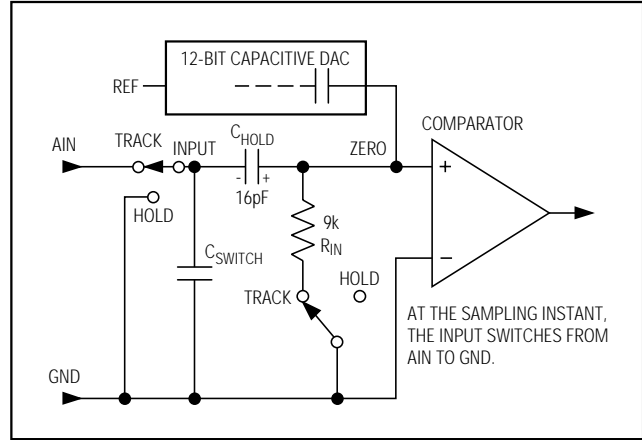 12-BIT CAPACITIVE DAC
REF
COMPARATOR
AIN
TRACK
INPUT
CHOLD
ZERO
+
- +
16pF
HOLD
9k
RIN
CSWITCH
HOLD
TRACK
−
AT THE SAMPLING INSTANT,
THE INPUT SWITCHES FROM
AIN TO GND.
GND